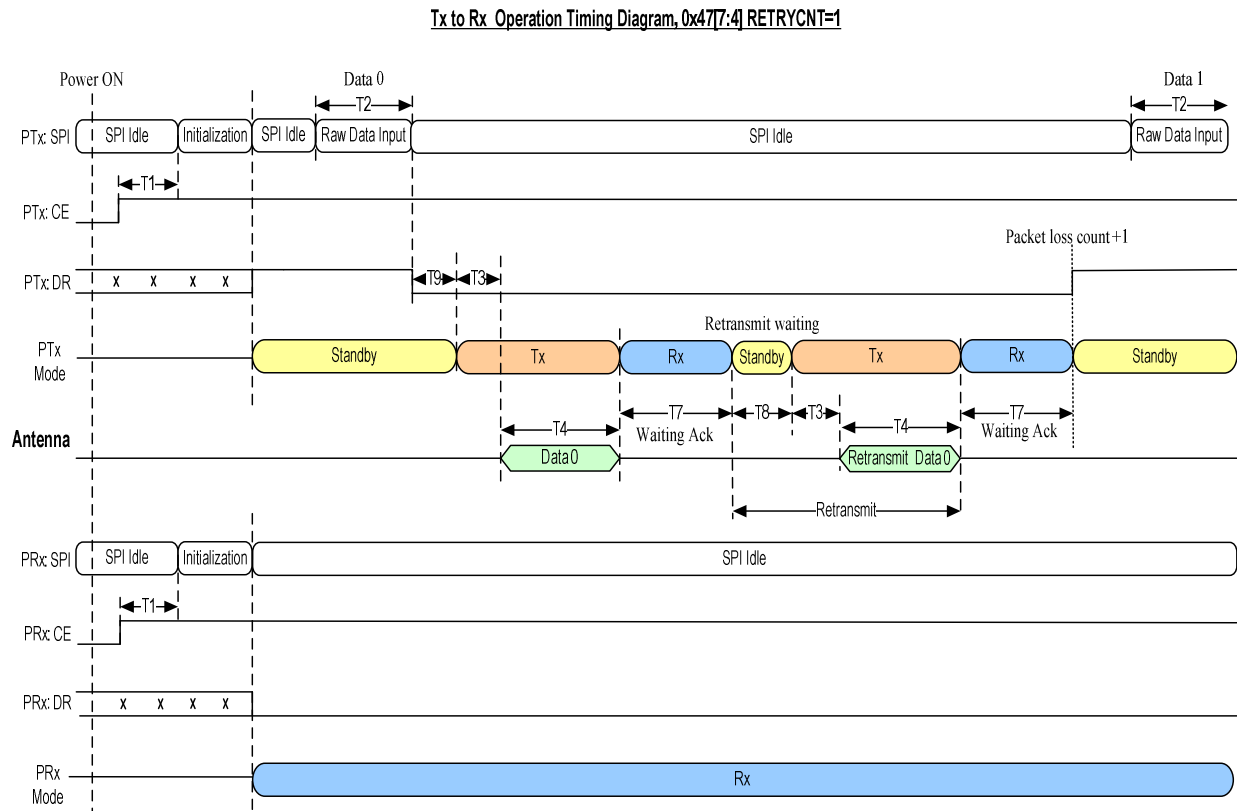 Tx to Rx Operation Timing Diagram, 0x47[7:4] RETRYCNT=1
Power ON
Data 0
Data 1
T2
T2
PTx: SPI
SPI Idle
Initialization
SPI Idle
Raw Data Input
SPI Idle
Raw Data Input
T1
PTx: CE
Packet loss count+1
PTx: DR
x x x x
T9
T3
Retransmit waiting
PTx
Mode
Standby
Tx
Rx
Standby
Tx
Rx
Standby
T4
T7
T8
T3
T4
T7
Waiting Ack
Waiting Ack
Antenna
Data 0
Retransmit Data 0
Retransmit
PRx: SPI
SPI Idle
Initialization
SPI Idle
T1
PRx: CE
PRx: DR
x x x x
PRx
Mode
Rx